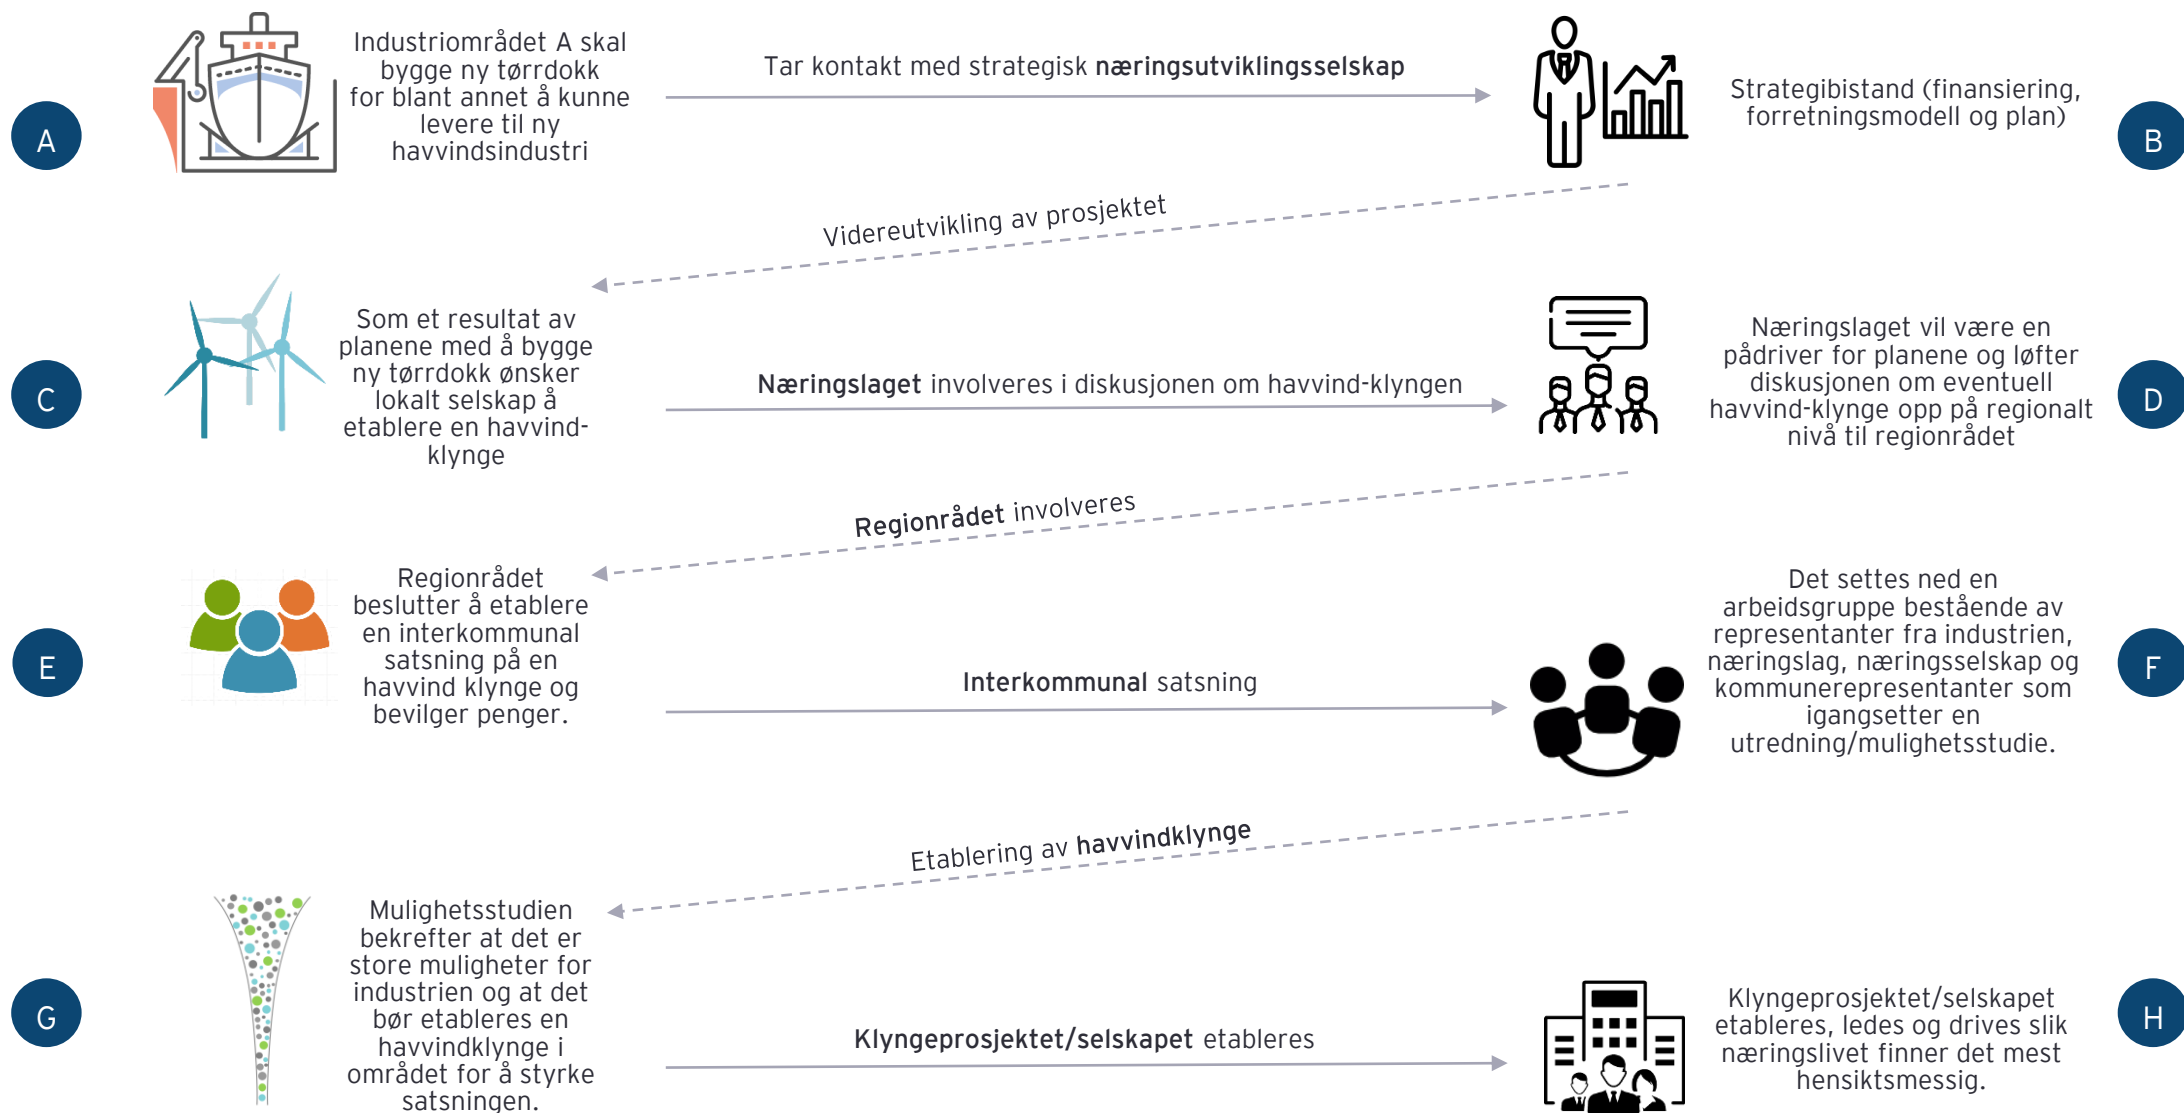 A
Industriområdet A skal
bygge ny tørrdokk
for blant annet å kunne
levere til ny
havvindsindustri
Tar kontakt med strategisk næringsutviklingsselskap
Strategibistand (finansiering,
forretningsmodell og plan)
B
Videreutvikling av prosjektet
C
Som et resultat av
planene med å bygge
ny tørrdokk ønsker
lokalt selskap å
etablere en havvind-
klynge
Næringslaget involveres i diskusjonen om havvind-klyngen
Næringslaget vil være en
pådriver for planene og løfter
diskusjonen om eventuell
havvind-klynge opp på regionalt
nivå til regionrådet
D
Regionrådet involveres
E
Regionrådet
beslutter å etablere
en interkommunal
satsning på en
havvind klynge og
bevilger penger.
Interkommunal satsning
Det settes ned en
arbeidsgruppe bestående av
representanter fra industrien,
næringslag, næringsselskap og
kommunerepresentanter som
igangsetter en
utredning/mulighetsstudie.
F
Etablering av havvindklynge
G
Mulighetsstudien
bekrefter at det er
store muligheter for
industrien og at det
bør etableres en
havvindklynge i
området for å styrke
satsningen.
Klyngeprosjektet/selskapet etableres
Klyngeprosjektet/selskapet
etableres, ledes og drives slik
næringslivet finner det mest
hensiktsmessig.
H